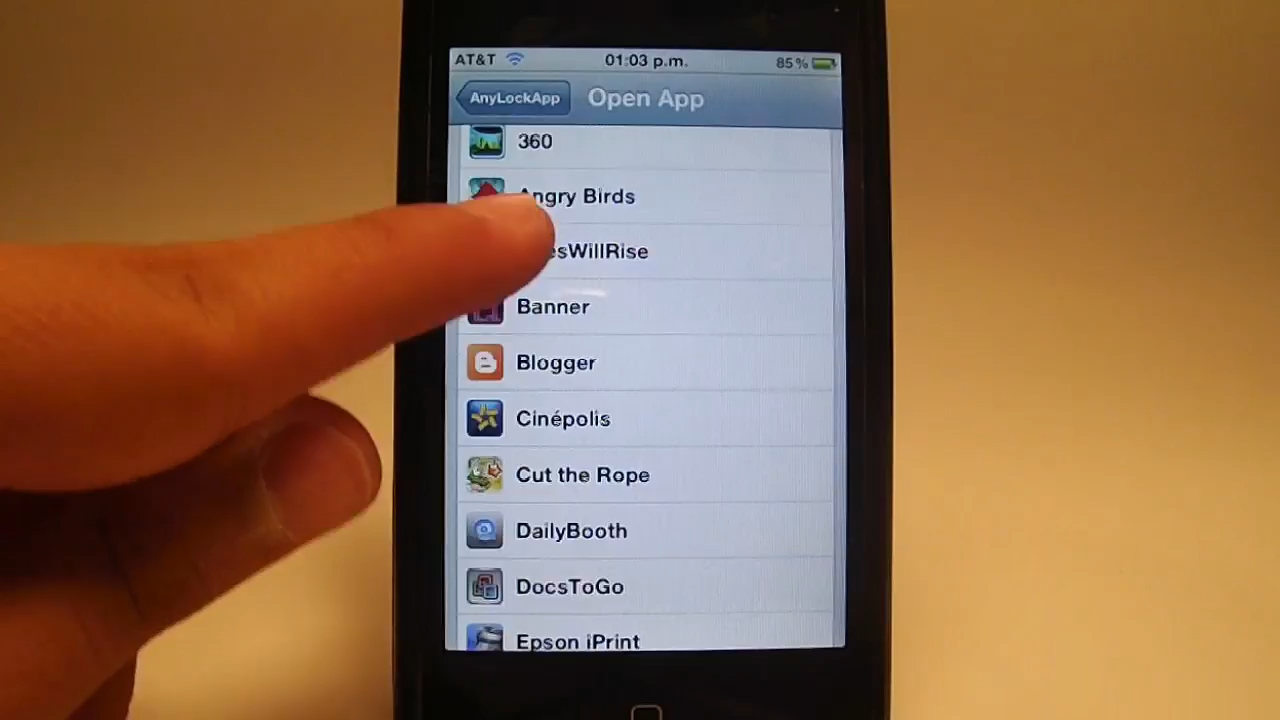 AT&T 01:03 p.m. 85%
AnyLockApp Open App
360
Angry Birds
Banner
Blogger
Cinépolis
Cut the Rope
DailyBooth
DocsToGo
Epson iPrint